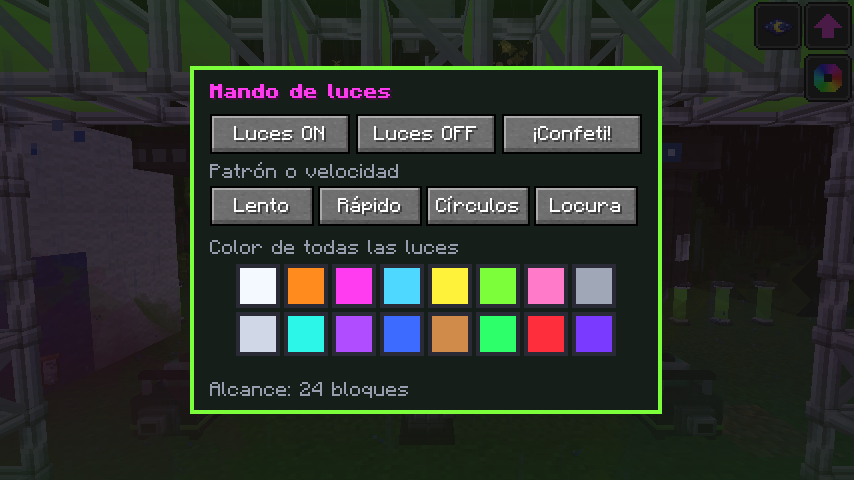 Mando de luces
Luces ON Luces OFF ¡Confeti!
Patrón o velocidad
Lento Rápido Círculos Locura
Color de todas las luces
Alcance: 24 bloques